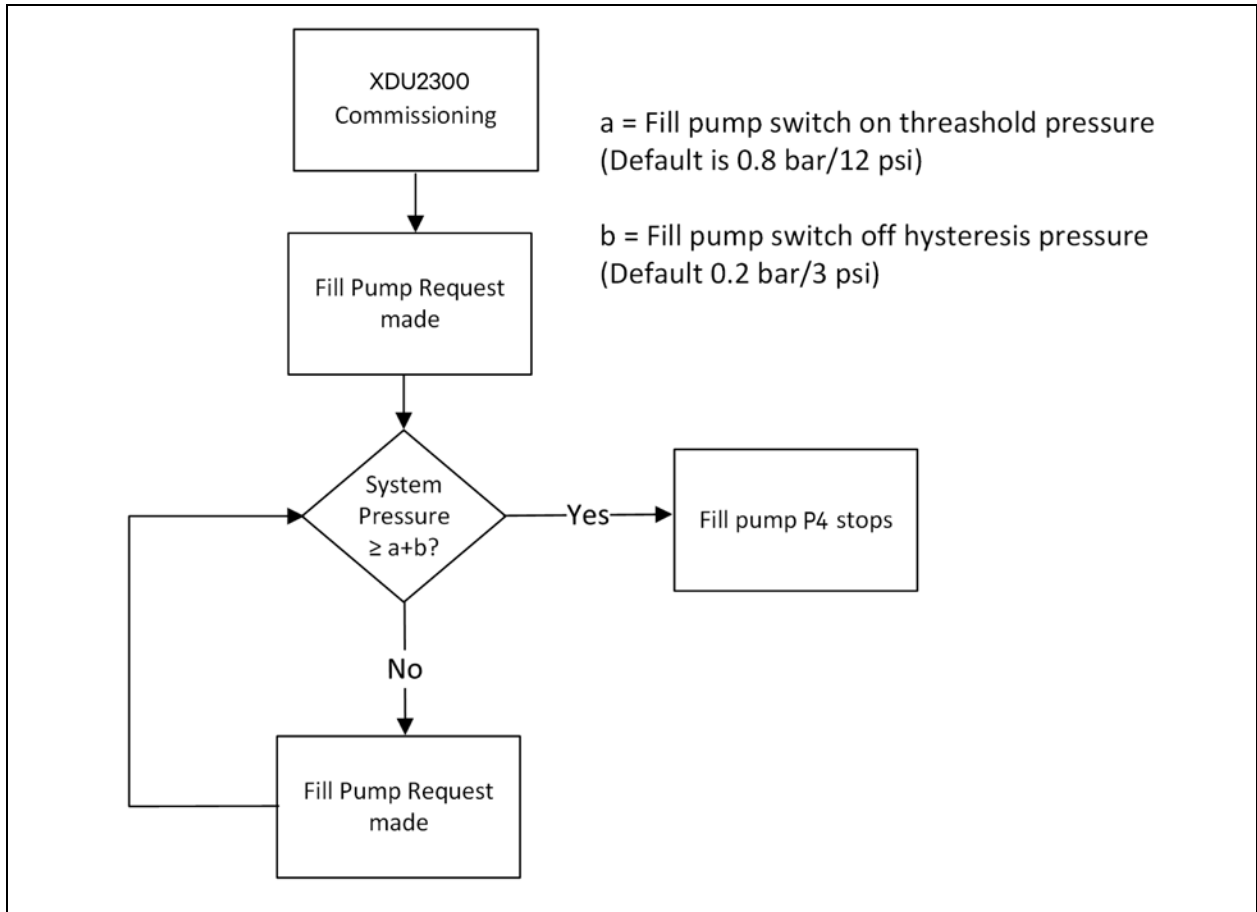 XDU2300
Commissioning
a = Fill pump switch on threashold pressure
(Default is 0.8 bar/12 psi)
b = Fill pump switch off hysteresis pressure
(Default 0.2 bar/3 psi)
Fill Pump Request
made
System
Pressure
≥ a+b?
Yes
Fill pump P4 stops
No
Fill Pump Request
made